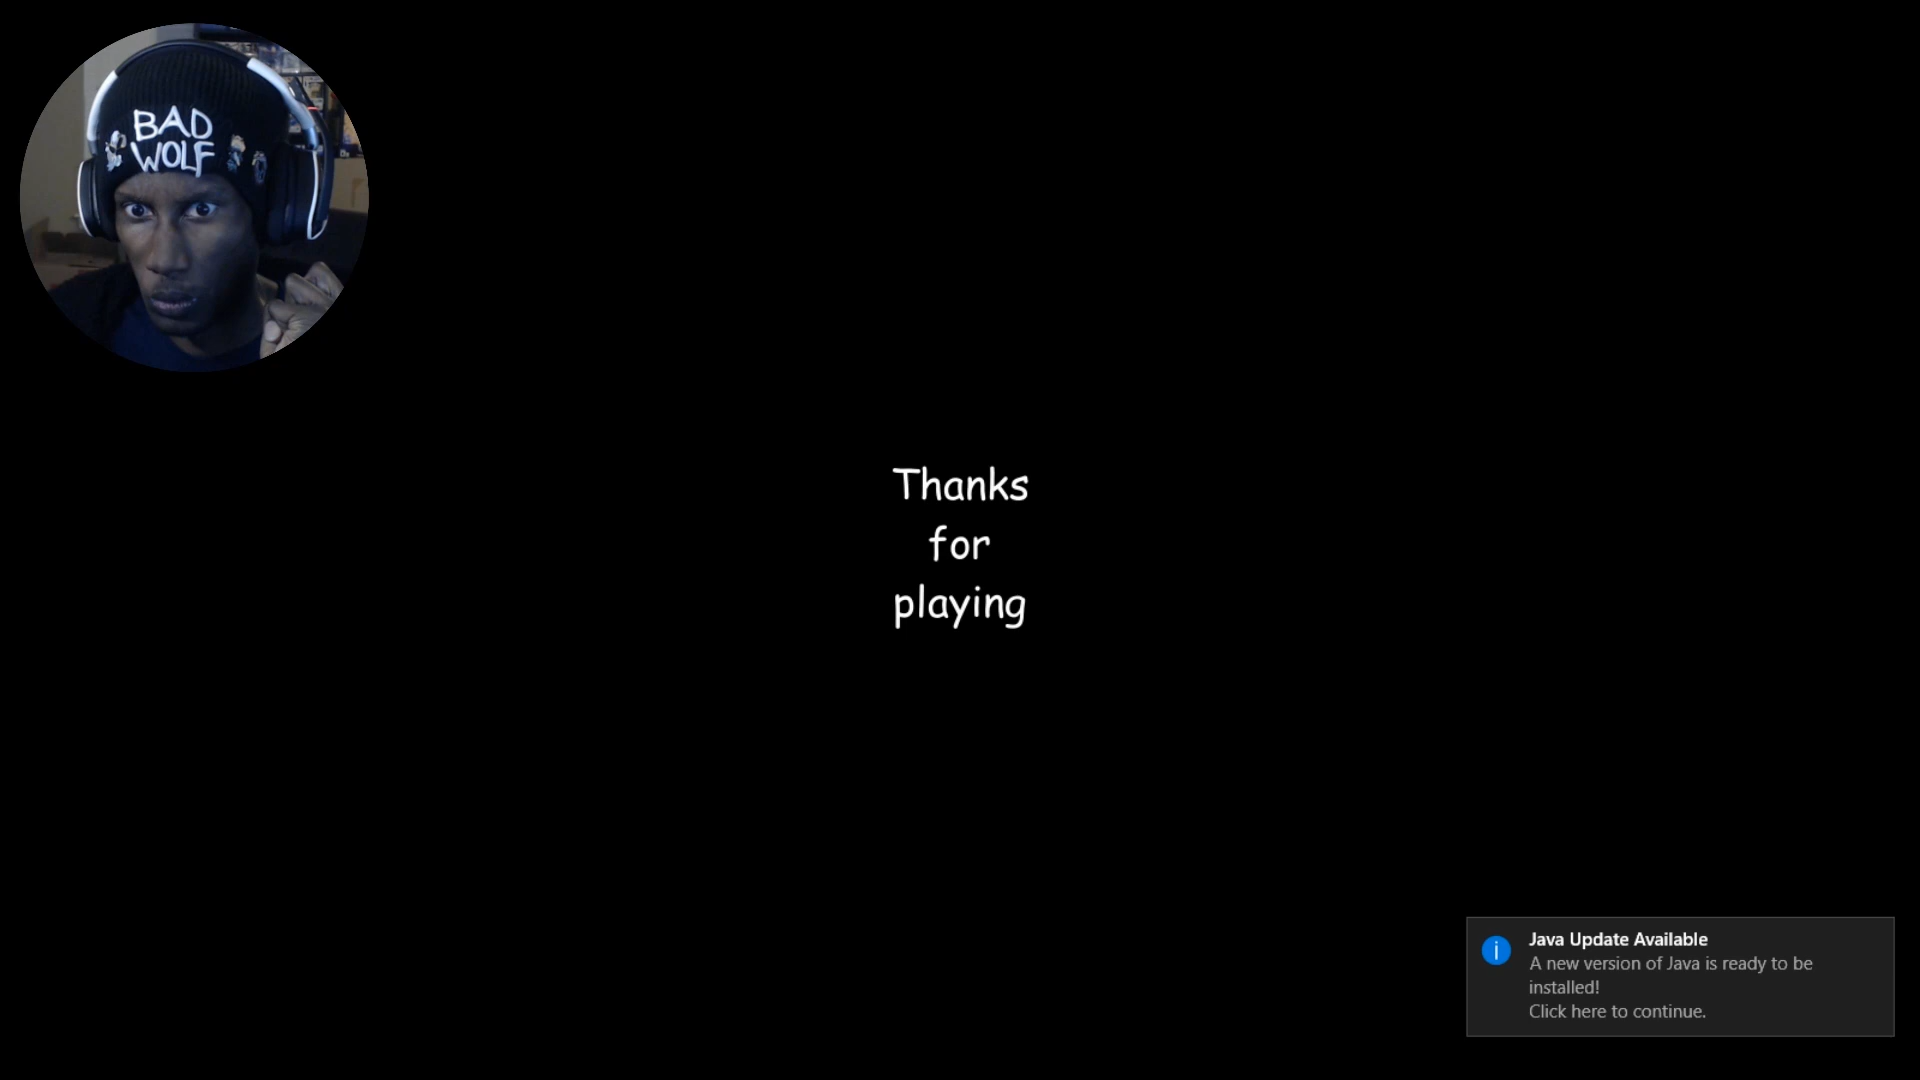 BAD
WOLF
Thanks
for
playing
Java Update Available
A new version of Java is ready to be
installed!
Click here to continue.